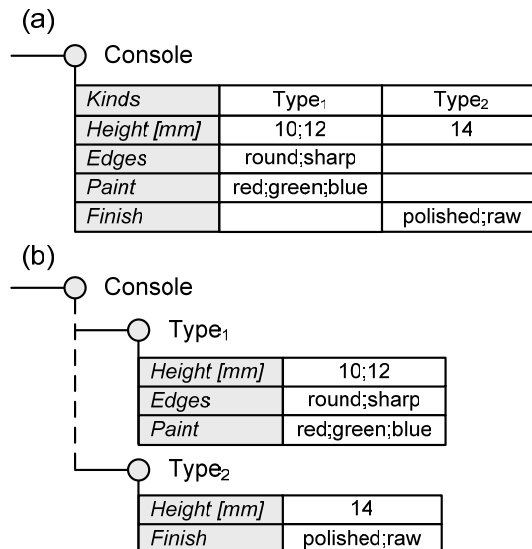 (a)
Console
Kinds Type₁ Type₂
Height [mm] 10;12 14
Edges round;sharp
Paint red;green;blue
Finish polished;raw
(b)
Console
Type₁
Height [mm] 10;12
Edges round;sharp
Paint red;green;blue
Type₂
Height [mm] 14
Finish polished;raw